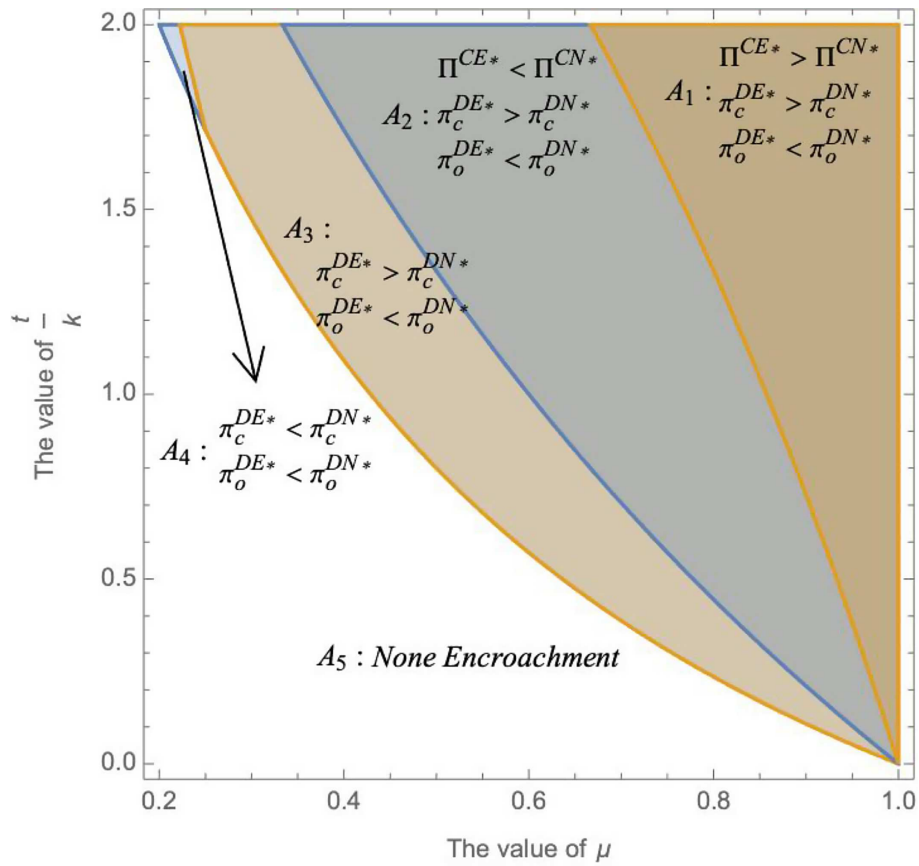 2.0
1.5
1.0
0.5
0.0
The value of t/k
Π^{CE*} > Π^{CN*}
A_1 : π_c^{DE*} > π_c^{DN*}
π_o^{DE*} < π_o^{DN*}
Π^{CE*} < Π^{CN*}
A_2 : π_c^{DE*} > π_c^{DN*}
π_o^{DE*} < π_o^{DN*}
A_3 :
π_c^{DE*} > π_c^{DN*}
π_o^{DE*} < π_o^{DN*}
π_c^{DE*} < π_c^{DN*}
A_4 :
π_o^{DE*} < π_o^{DN*}
A_5 : None Encroachment
0.2 0.4 0.6 0.8 1.0
The value of μ